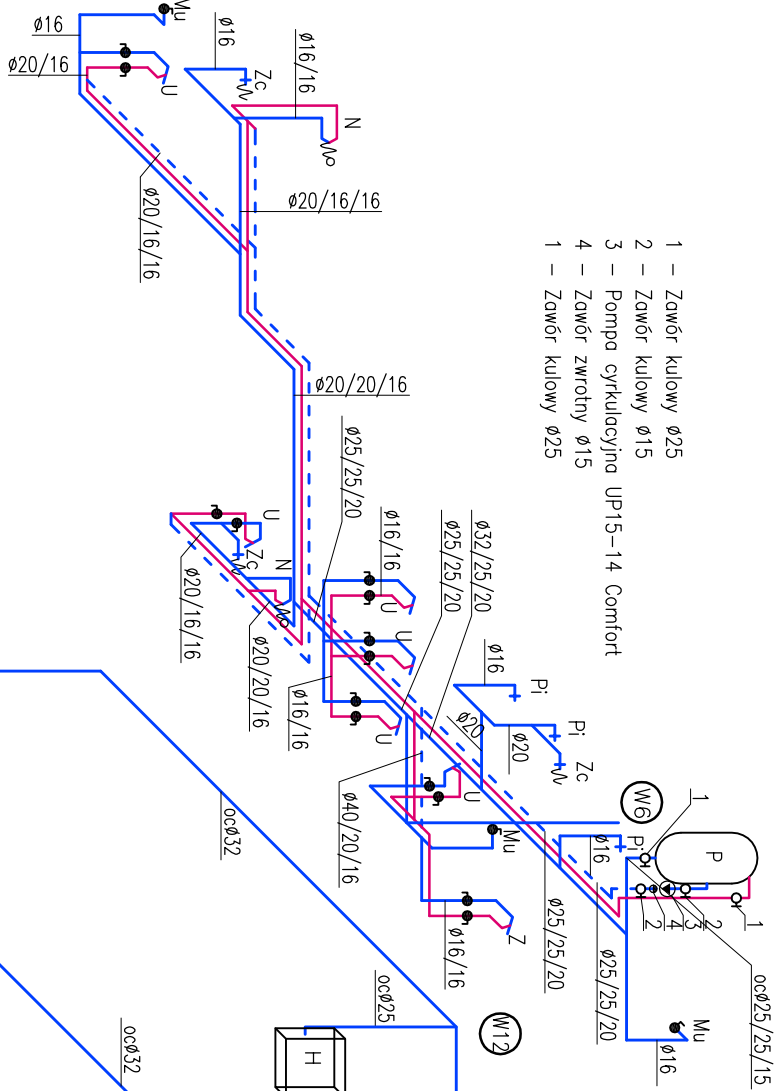 Mu
ø16
ø20/16
U
ø16
Zc
ø16/16
N
ø20/16/16
ø20/16/16
1 - Zawór kulowy ø25
2 - Zawór kulowy ø15
3 - Pompa cyrkulacyjna UP15-14 Comfort
4 - Zawór zwrotny ø15
1 - Zawór kulowy ø25
ø20/20/16
ø25/25/20
U
Zc
N
ø20/16/16
ø20/20/16
ø16/16
U
U
U
ø16/16
ø25/25/20
ø32/25/20
ø16
Pi
ø20
Pi
ø20
Zc
U
Mu
ø40/20/16
Z
ø16/16
W6
1
P
Pi
ø16
2
4
3
2
1
ø25/25/20
ø25/25/20
ocø25/25/15
Mu
ø16
W12
ocø25
H
ocø32
ocø32